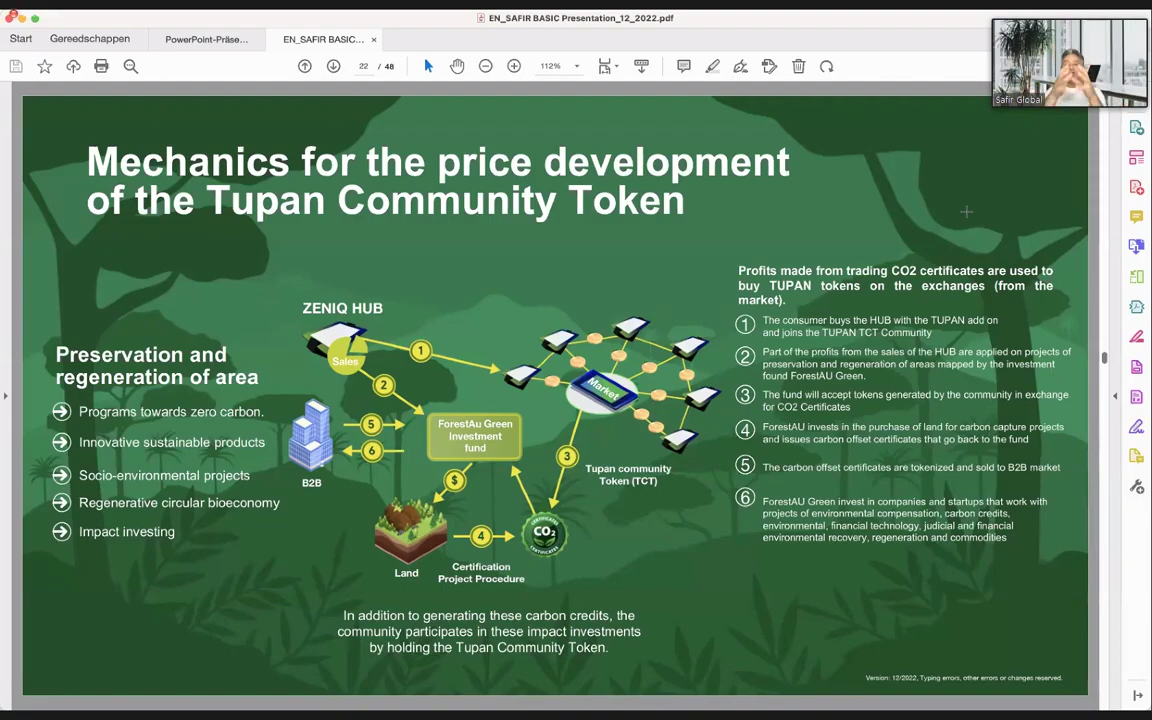 EN_SAFIR BASIC Presentation_12_2022.pdf
Start
Gereedschappen
PowerPoint-Präse...
EN_SAFIR BASIC...
22 / 48
112%
Safir Global
Mechanics for the price development
of the Tupan Community Token
Preservation and
regeneration of area
Programs towards zero carbon.
Innovative sustainable products
Socio-environmental projects
Regenerative circular bioeconomy
Impact investing
ZENIQ HUB
Sales
1
2
Market
5
6
B2B
ForestAu Green
Investment
fund
3
Tupan community
Token (TCT)
$
Land
4
CERTIFICATES
CO2
CERTIFICATES
Certification
Project Procedure
In addition to generating these carbon credits, the
community participates in these impact investments
by holding the Tupan Community Token.
Profits made from trading CO2 certificates are used to
buy TUPAN tokens on the exchanges (from the
market).
1 The consumer buys the HUB with the TUPAN add on
and joins the TUPAN TCT Community
2 Part of the profits from the sales of the HUB are applied on projects of
preservation and regeneration of areas mapped by the investment
found ForestAU Green.
3 The fund will accept tokens generated by the community in exchange
for CO2 Certificates
4 ForestAU invests in the purchase of land for carbon capture projects
and issues carbon offset certificates that go back to the fund
5 The carbon offset certificates are tokenized and sold to B2B market
6 ForestAU Green invest in companies and startups that work with
projects of environmental compensation, carbon credits,
environmental, financial technology, judicial and financial
environmental recovery, regeneration and commodities
Version: 12/2022, Typing errors, other errors or changes reserved.